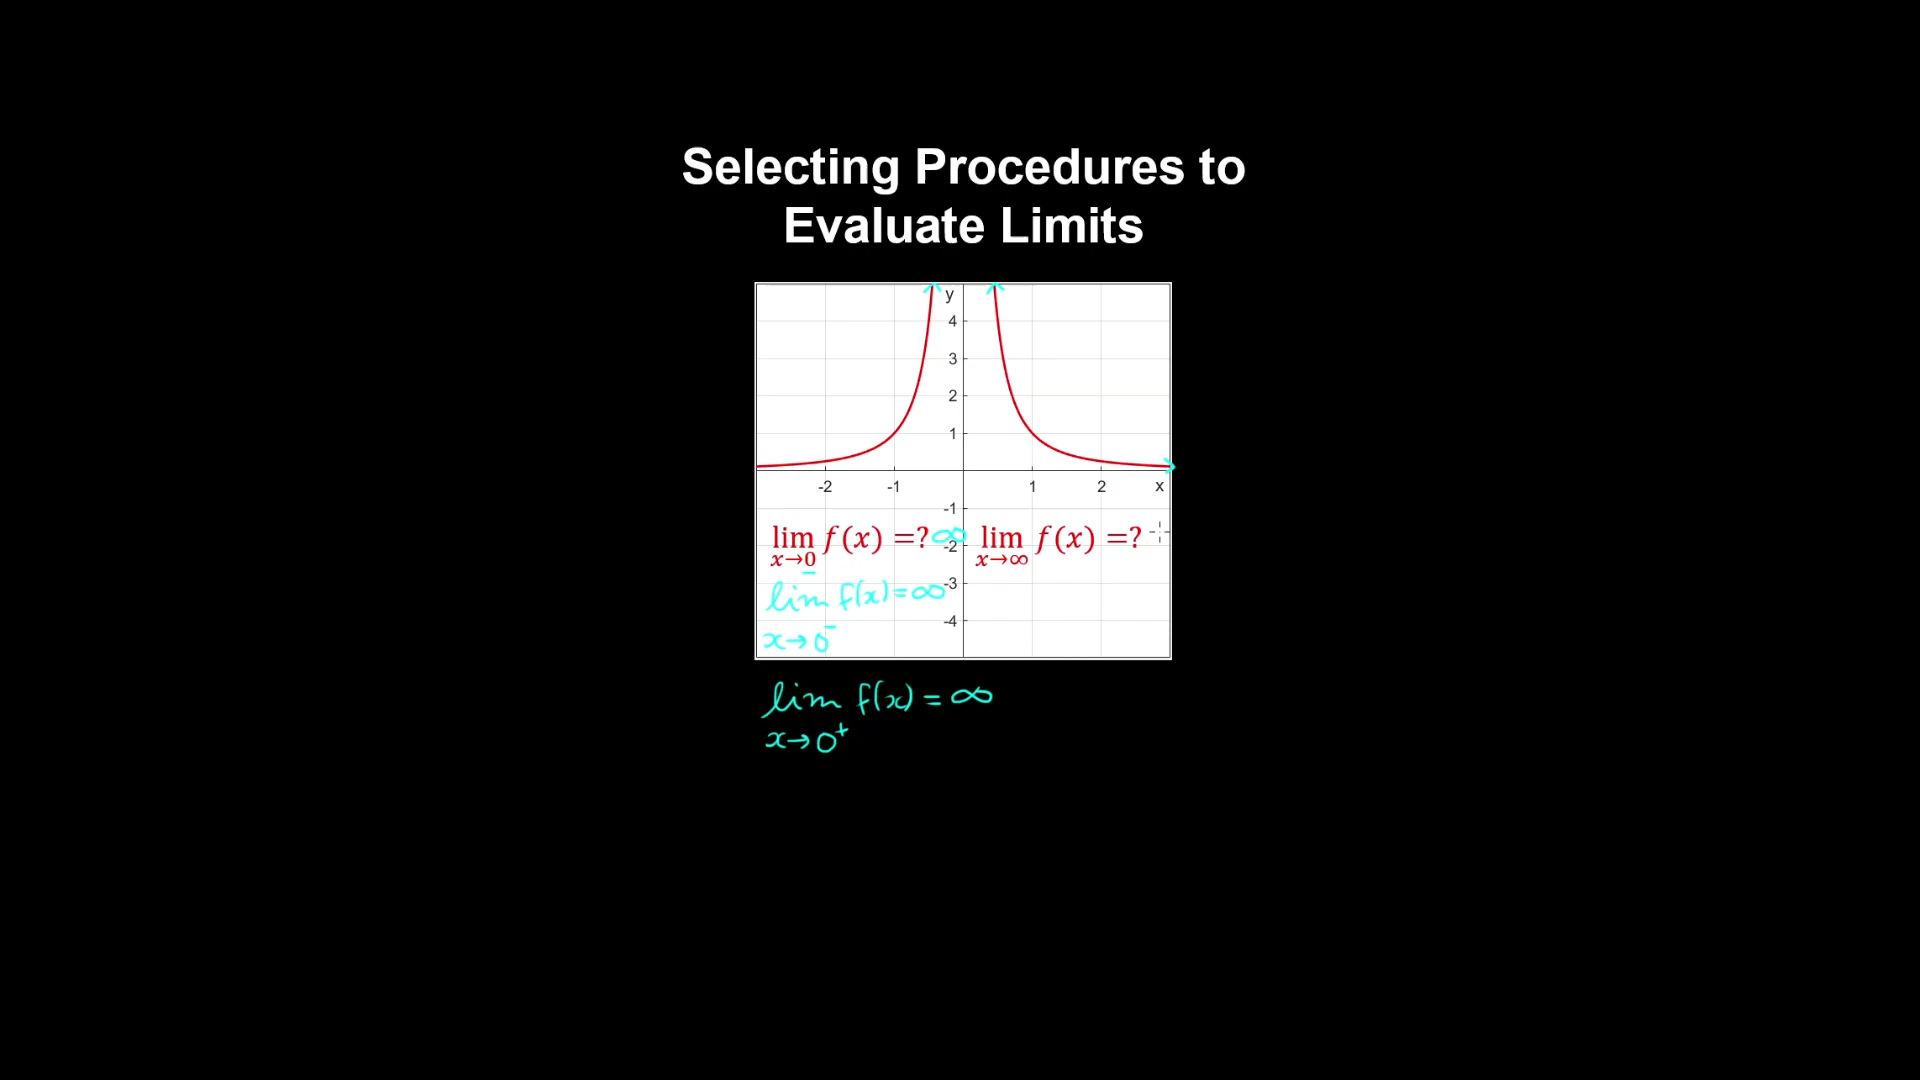 Selecting Procedures to
Evaluate Limits
y
4
3
2
1
-2 -1 1 2 x
-1
lim f(x) =? ∞ -2 lim f(x) =?
x→0 x→∞
lim f(x) = ∞ -3
x→0⁻ -4
lim f(x) = ∞
x→0⁺